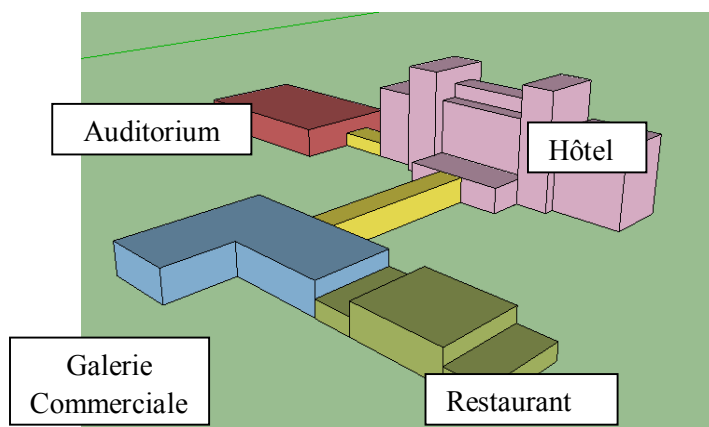 Auditorium
Hôtel
Galerie
Commerciale
Restaurant